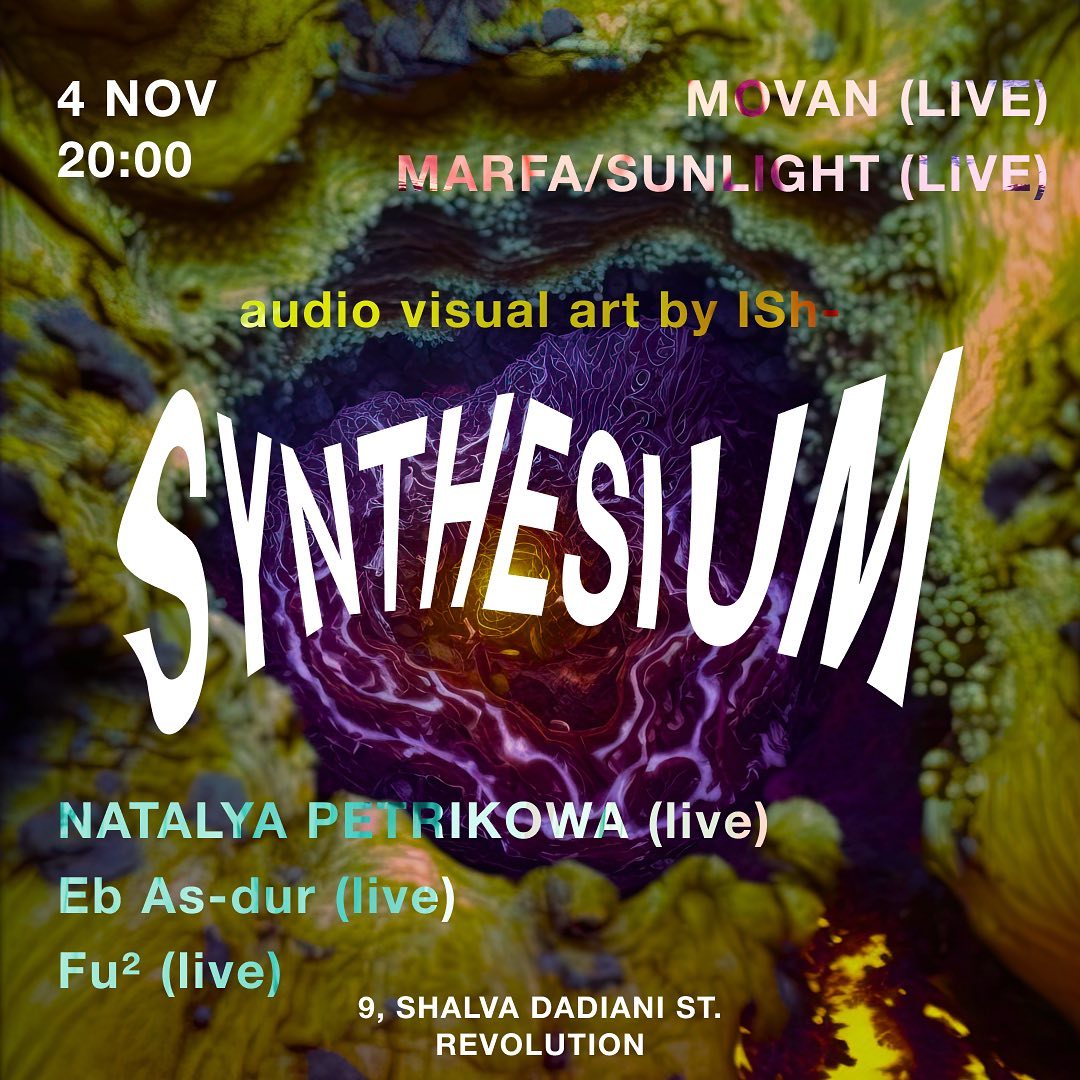 4 NOV
20:00
MOVAN (LIVE)
MARFA/SUNLIGHT (LIVE)
audio visual art by ISh-
SYNTHESIUM
NATALYA PETRIKOWA (live)
Eb As-dur (live)
Fu² (live)
9, SHALVA DADIANI ST.
REVOLUTION